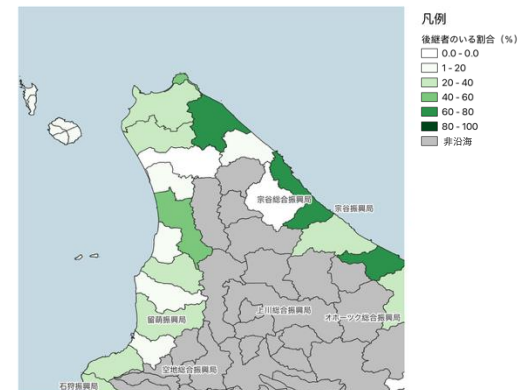 凡例
後継者のいる割合（%）
0.0 - 0.0
1 - 20
20 - 40
40 - 60
60 - 80
80 - 100
非沿海
宗谷総合振興局
宗谷振興局
上川総合振興局
オホーツク総合振興局
留萌振興局
空地総合振興局
石狩振興局